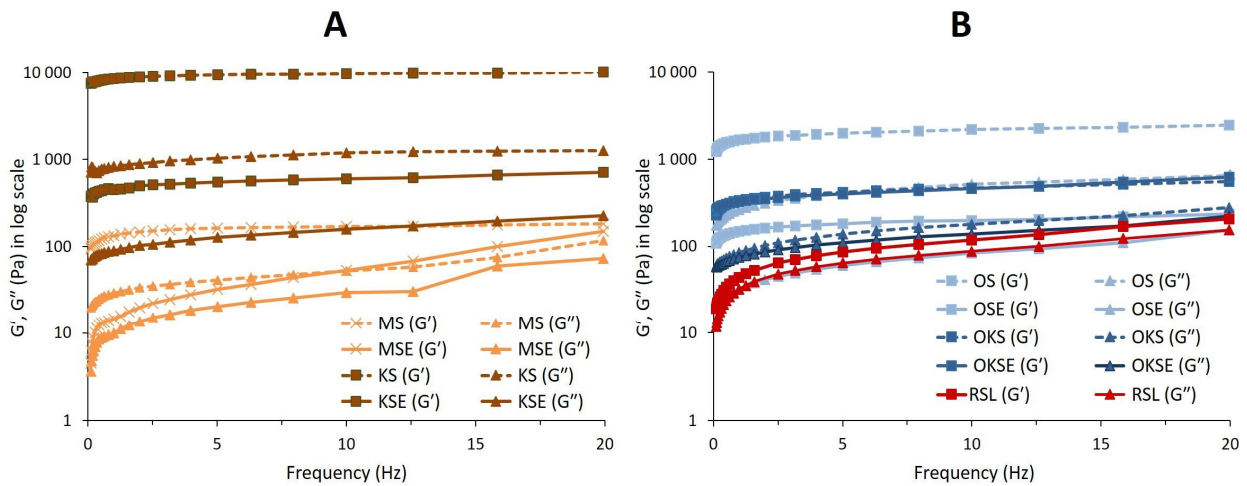 A
G′, G″ (Pa) in log scale
10 000
1 000
100
10
1
0
5
10
15
20
Frequency (Hz)
MS (G′)
MS (G″)
MSE (G′)
MSE (G″)
KS (G′)
KS (G″)
KSE (G′)
KSE (G″)
B
G′, G″ (Pa) in log scale
10 000
1 000
100
10
1
0
5
10
15
20
Frequency (Hz)
OS (G′)
OS (G″)
OSE (G′)
OSE (G″)
OKS (G′)
OKS (G″)
OKSE (G′)
OKSE (G″)
RSL (G′)
RSL (G″)